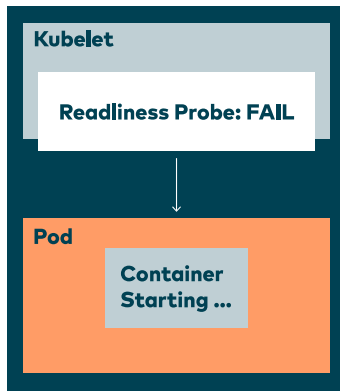 Kubelet
Readliness Probe: FAIL
Pod
Container
Starting ...